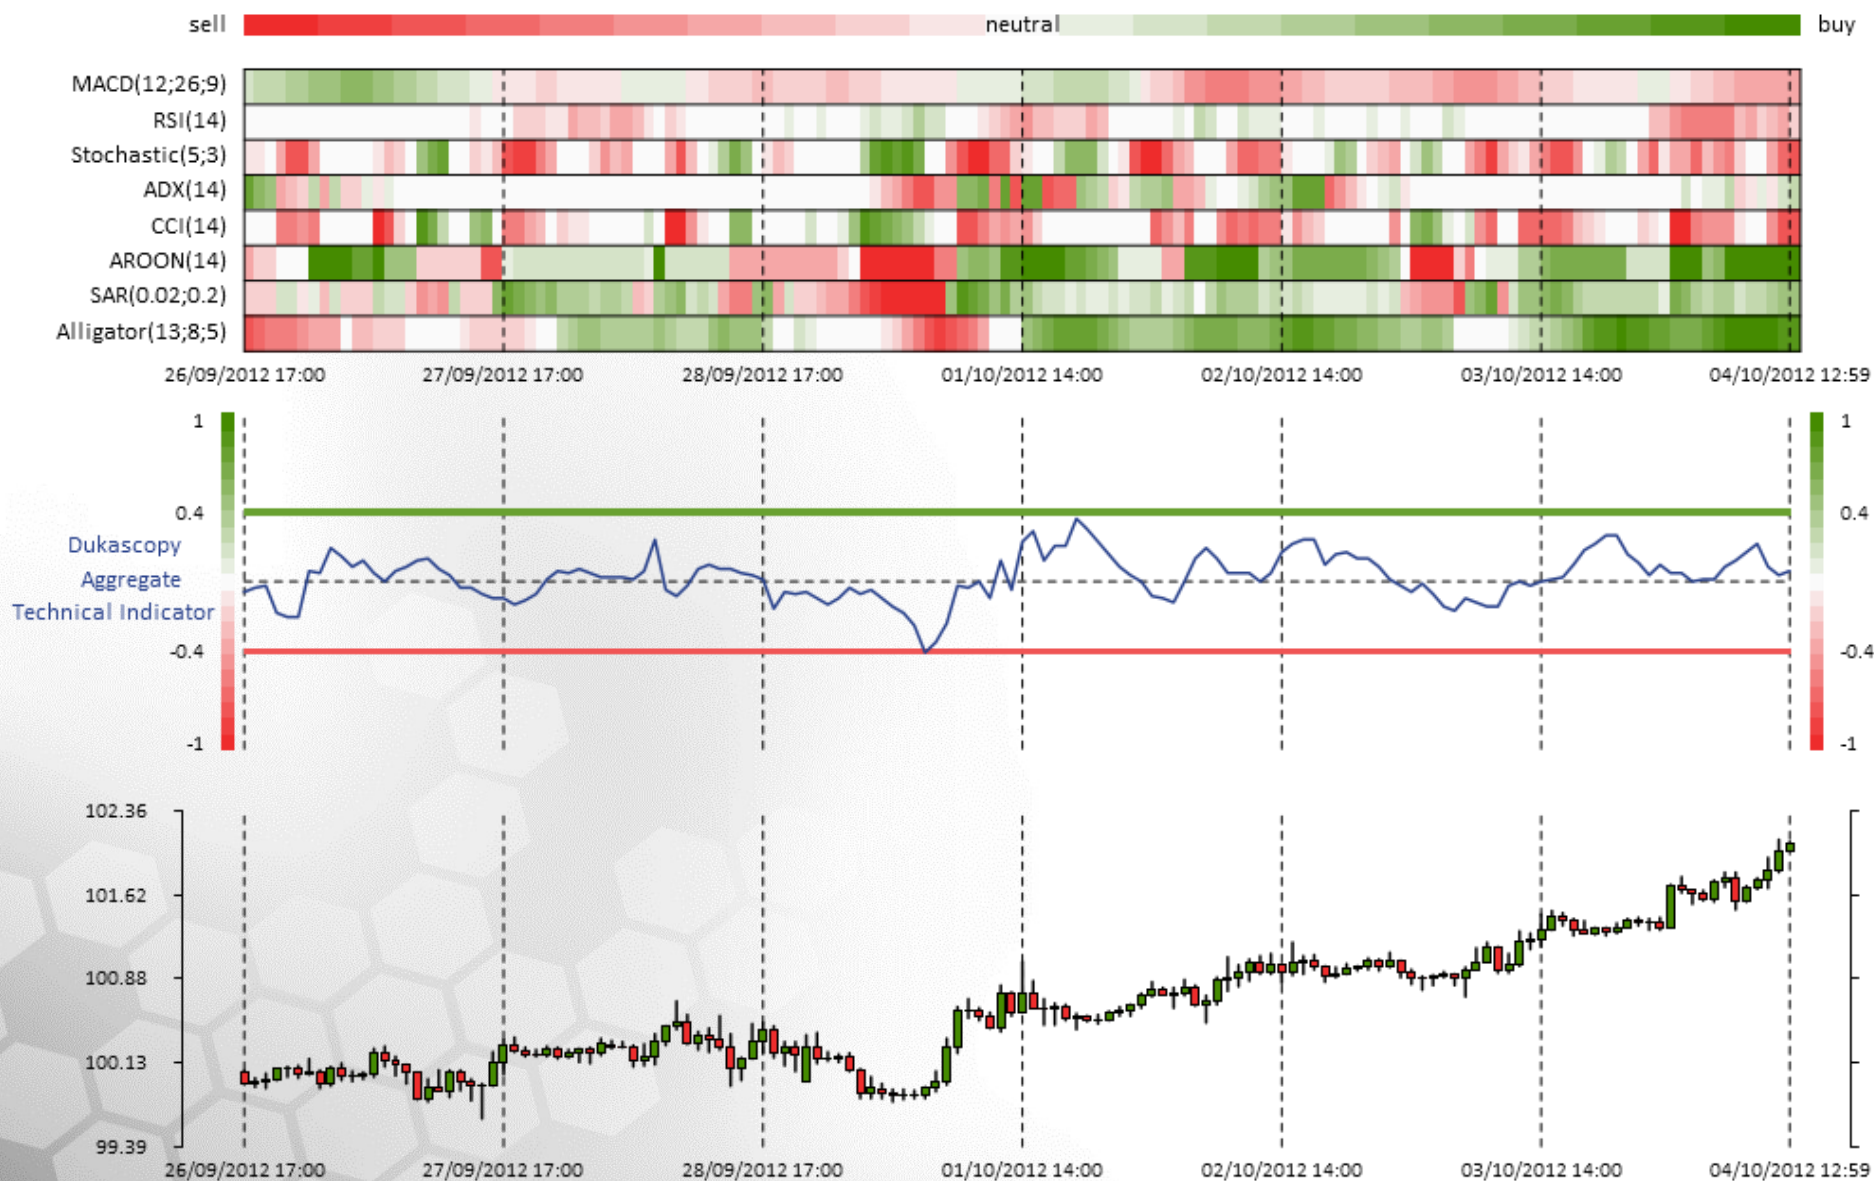 sell neutral buy
MACD(12;26;9)
RSI(14)
Stochastic(5;3)
ADX(14)
CCI(14)
AROON(14)
SAR(0.02;0.2)
Alligator(13;8;5)
26/09/2012 17:00 27/09/2012 17:00 28/09/2012 17:00 01/10/2012 14:00 02/10/2012 14:00 03/10/2012 14:00 04/10/2012 12:59
1 1
0.4 0.4
Dukascopy
Aggregate
Technical Indicator
-0.4 -0.4
-1 -1
102.36
101.62
100.88
100.13
99.39
26/09/2012 17:00 27/09/2012 17:00 28/09/2012 17:00 01/10/2012 14:00 02/10/2012 14:00 03/10/2012 14:00 04/10/2012 12:59